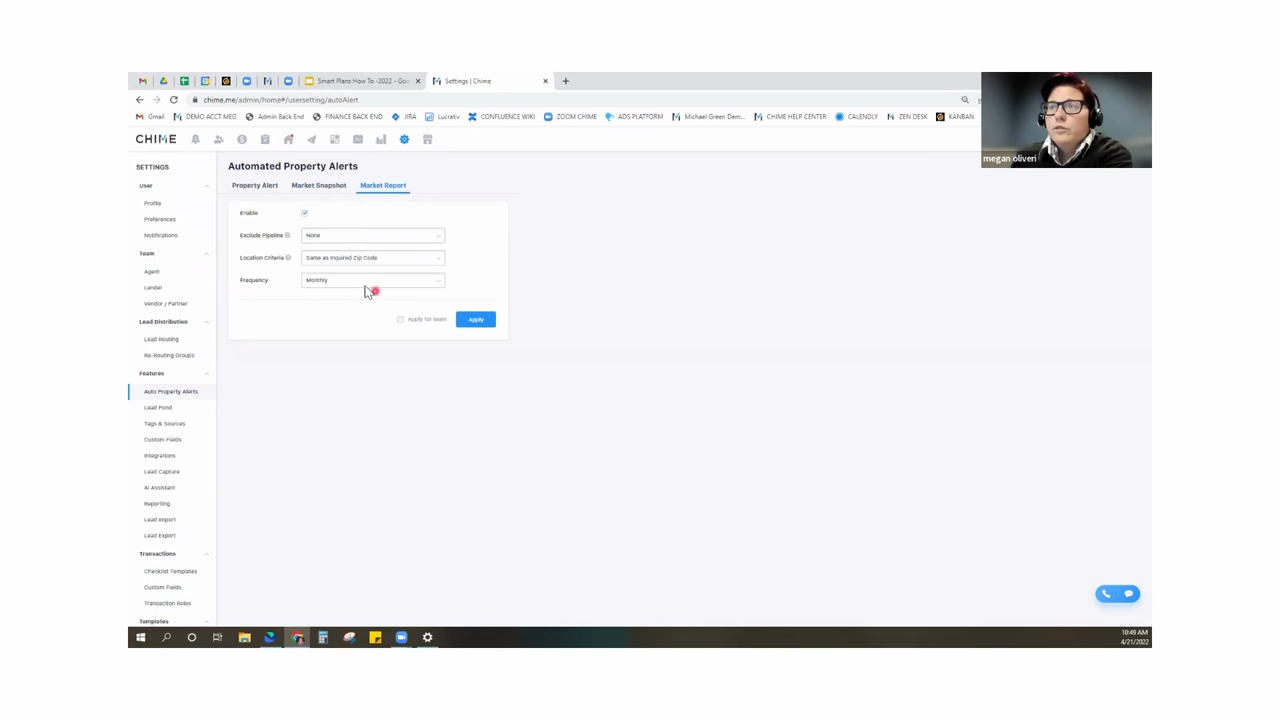 Smart Plans How To -2022 - Goo
Settings | Chime
chime.me/admin/home#/usersetting/autoAlert
Gmail
DEMO ACCT MEG
Admin Back End
FINANCE BACK END
JIRA
Lucrativ
CONFLUENCE WIKI
ZOOM CHIME
ADS PLATFORM
Michael Green Dem...
CHIME HELP CENTER
CALENDLY
ZEN DESK
KANBAN
megan oliveri
CHIME
SETTINGS
User
Profile
Preferences
Notifications
Team
Agent
Lender
Vendor / Partner
Lead Distribution
Lead Routing
Re-Routing Groups
Features
Auto Property Alerts
Lead Pond
Tags & Sources
Custom Fields
Integrations
Lead Capture
AI Assistant
Reporting
Lead Import
Lead Export
Transactions
Checklist Templates
Custom Fields
Transaction Roles
Templates
Automated Property Alerts
Property Alert
Market Snapshot
Market Report
Enable
Exclude Pipeline
None
Location Criteria
Same as Inquired Zip Code
Frequency
Monthly
Apply for team
Apply
10:49 AM
4/21/2022